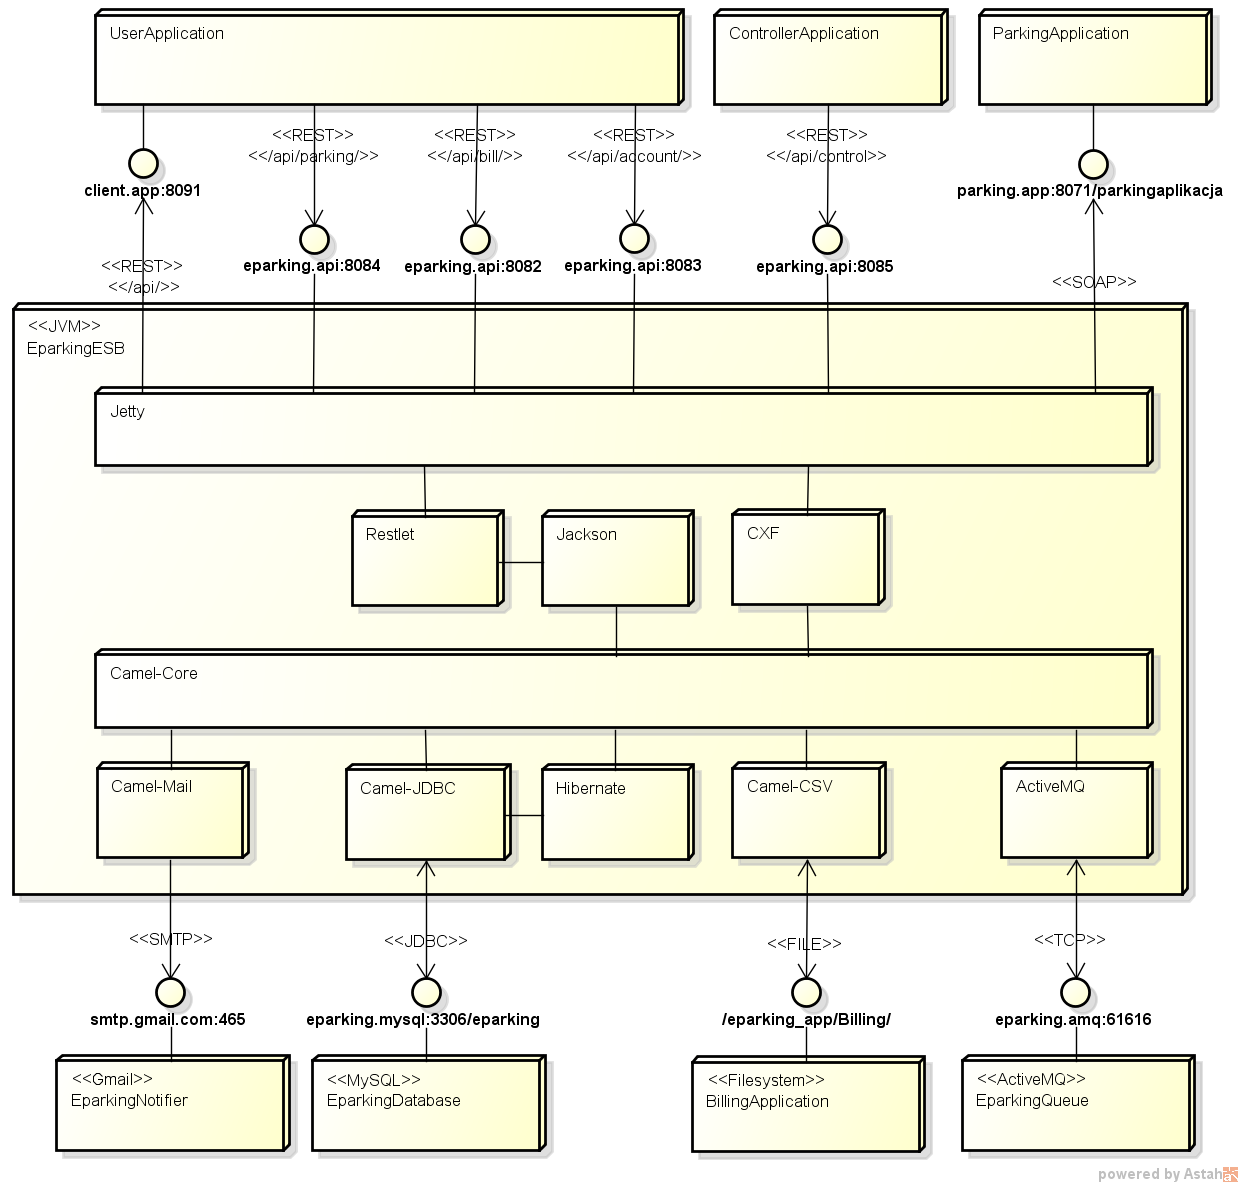 UserApplication
ControllerApplication
ParkingApplication
<<REST>>
<</api/parking/>>
<<REST>>
<</api/bill/>>
<<REST>>
<</api/account/>>
<<REST>>
<</api/control>>
client.app:8091
parking.app:8071/parkingaplikacja
eparking.api:8084
eparking.api:8082
eparking.api:8083
eparking.api:8085
<<REST>>
<</api/>>
<<SOAP>>
<<JVM>>
EparkingESB
Jetty
Restlet
Jackson
CXF
Camel-Core
Camel-Mail
Camel-JDBC
Hibernate
Camel-CSV
ActiveMQ
<<SMTP>>
<<JDBC>>
<<FILE>>
<<TCP>>
smtp.gmail.com:465
eparking.mysql:3306/eparking
/eparking_app/Billing/
eparking.amq:61616
<<Gmail>>
EparkingNotifier
<<MySQL>>
EparkingDatabase
<<Filesystem>>
BillingApplication
<<ActiveMQ>>
EparkingQueue
powered by Astah